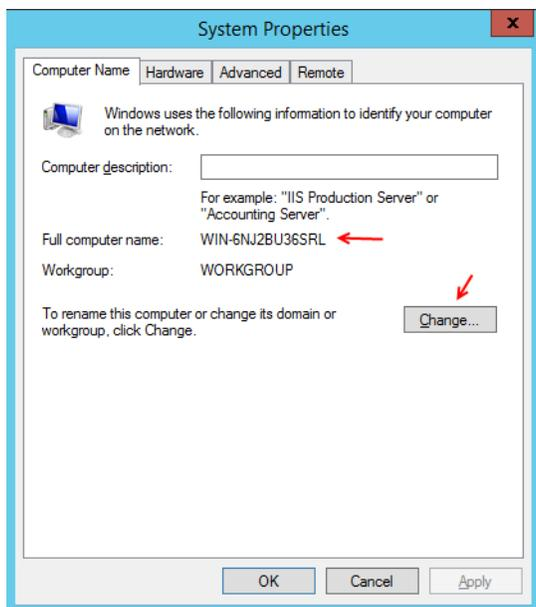 System Properties
x
Computer Name Hardware Advanced Remote
Windows uses the following information to identify your computer
on the network.
Computer description:
For example: "IIS Production Server" or
"Accounting Server".
Full computer name: WIN-6NJ2BU36SRL
Workgroup: WORKGROUP
To rename this computer or change its domain or
workgroup, click Change.
Change...
OK Cancel Apply